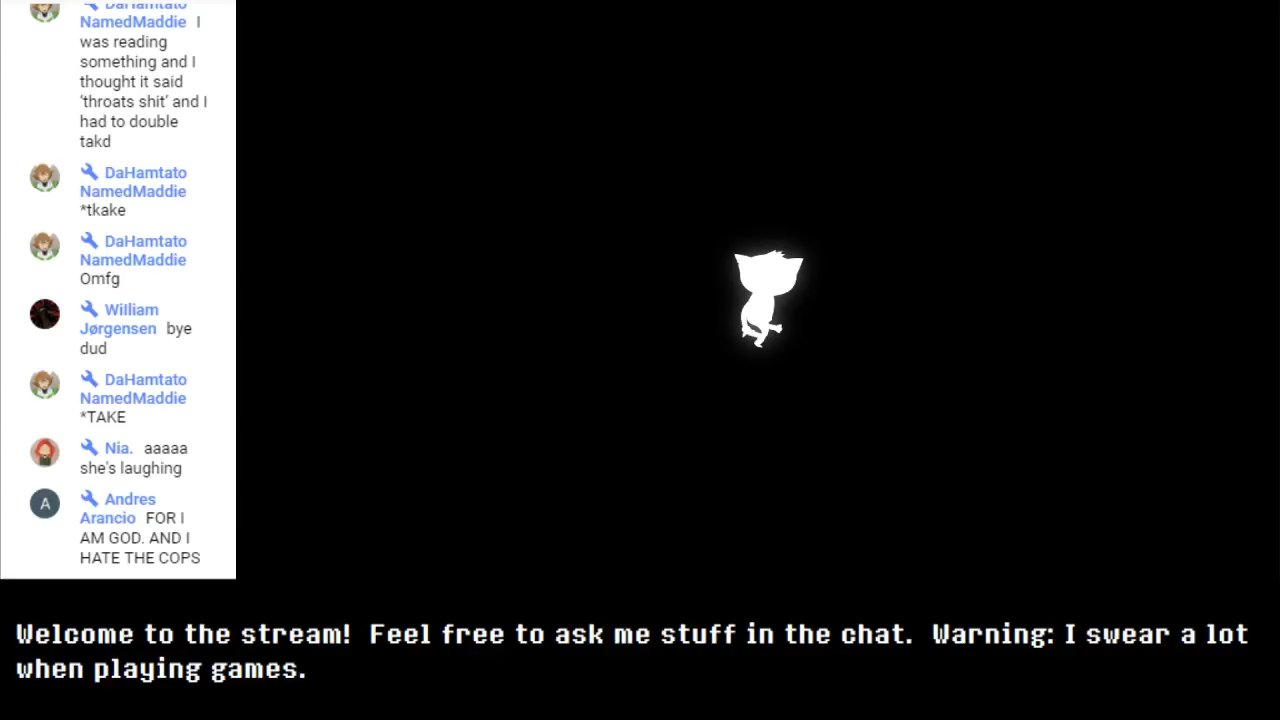 DaHamtato
NamedMaddie I
was reading
something and I
thought it said
‘throats shit’ and I
had to double
takd
DaHamtato
NamedMaddie
*tkake
DaHamtato
NamedMaddie
Omfg
William
Jørgensen bye
dud
DaHamtato
NamedMaddie
*TAKE
Nia. aaaaa
she's laughing
A
Andres
Arancio FOR I
AM GOD. AND I
HATE THE COPS
Welcome to the stream! Feel free to ask me stuff in the chat. Warning: I swear a lot
when playing games.